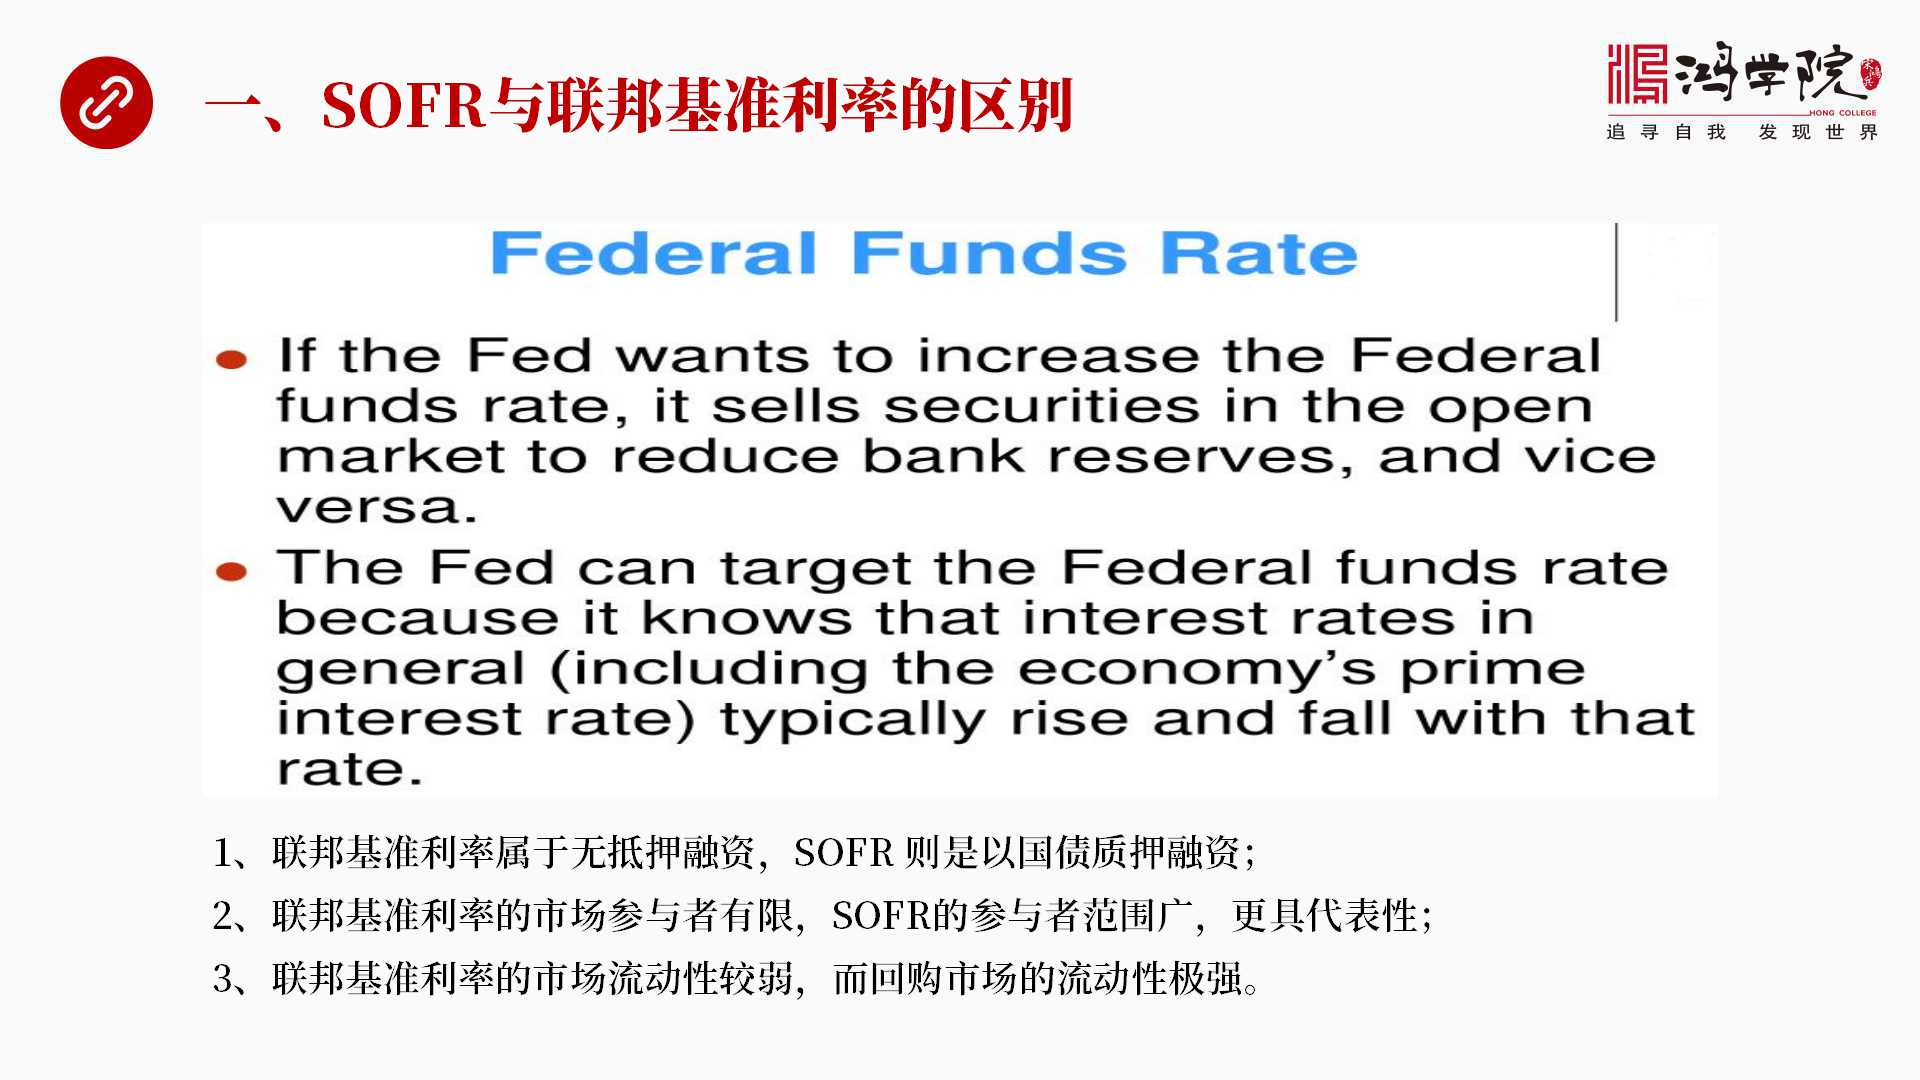 一、SOFR与联邦基准利率的区别
鸿学院
HONG COLLEGE
追寻自我 发现世界
Federal Funds Rate
• If the Fed wants to increase the Federal
funds rate, it sells securities in the open
market to reduce bank reserves, and vice
versa.
• The Fed can target the Federal funds rate
because it knows that interest rates in
general (including the economy’s prime
interest rate) typically rise and fall with that
rate.
1、联邦基准利率属于无抵押融资，SOFR 则是以国债质押融资；
2、联邦基准利率的市场参与者有限，SOFR的参与者范围广，更具代表性；
3、联邦基准利率的市场流动性较弱，而回购市场的流动性极强。